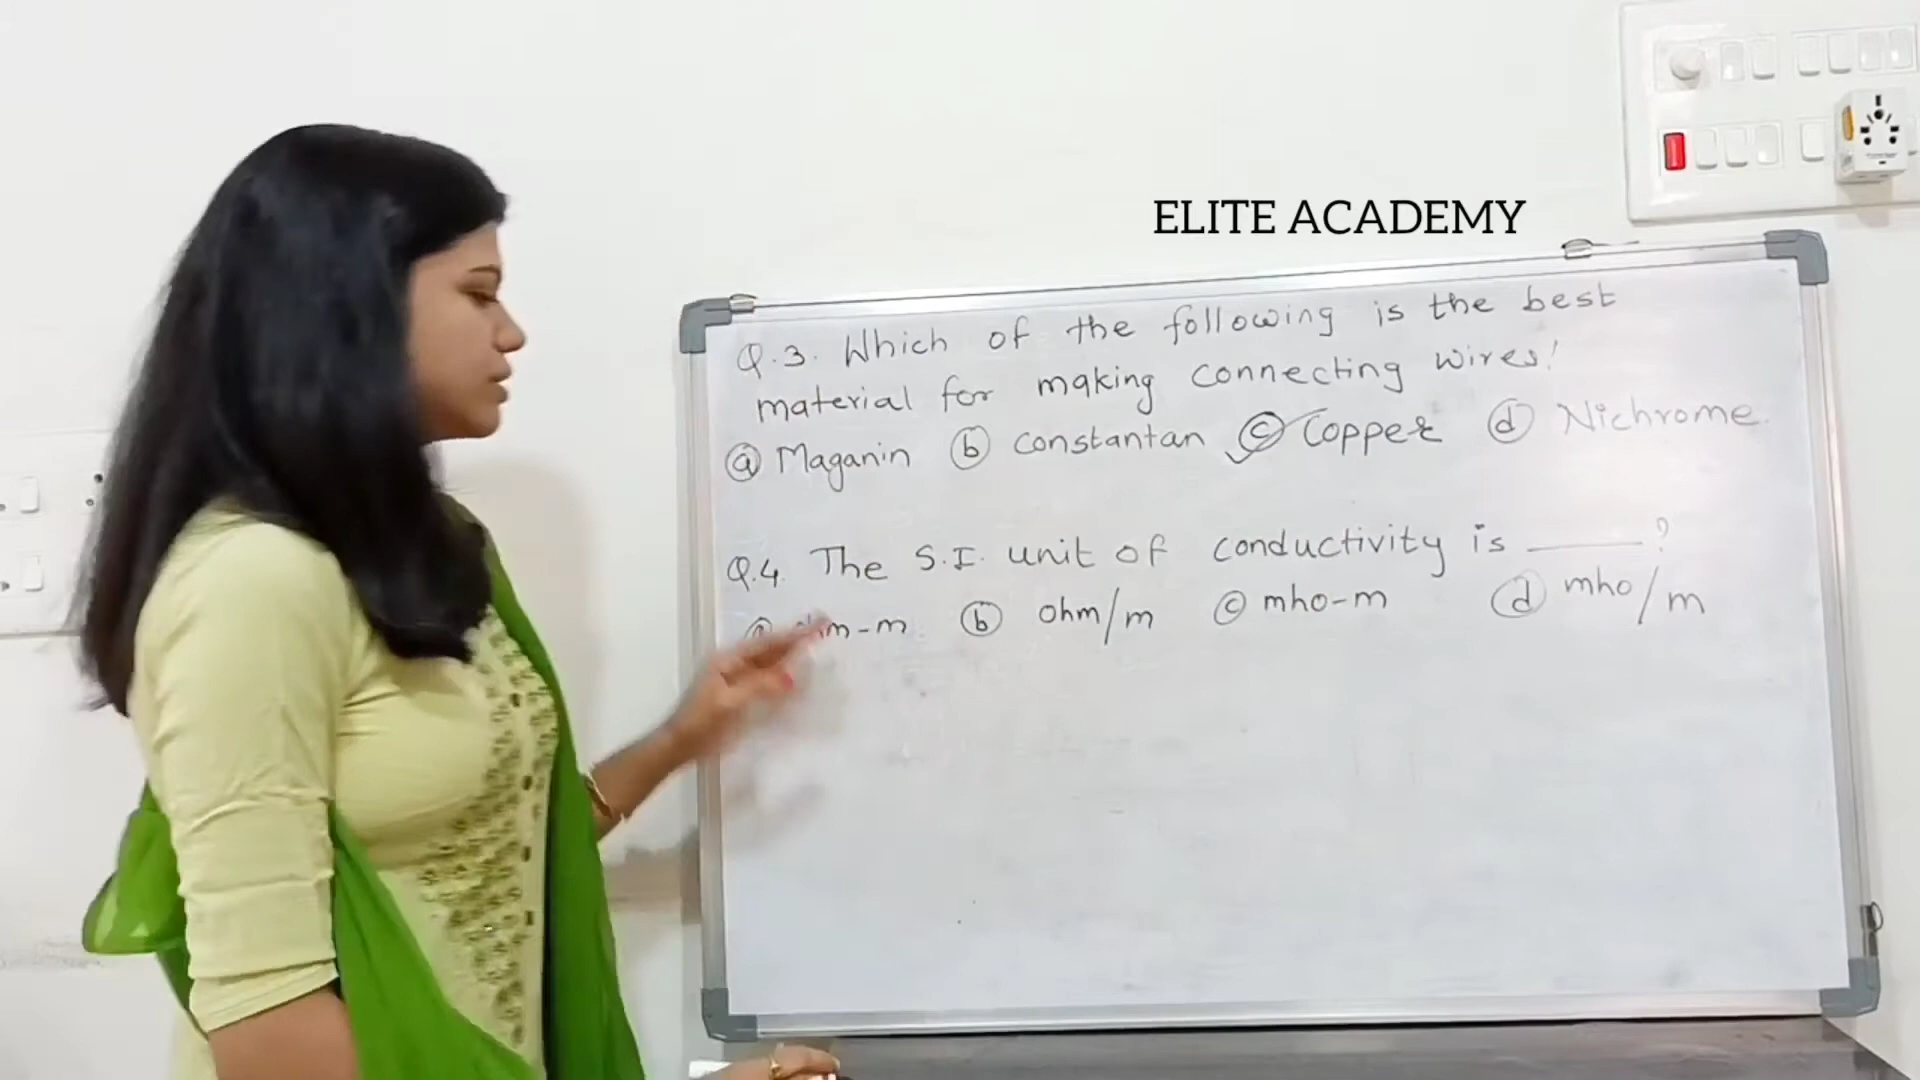 ELITE ACADEMY
Q.3. Which of the following is the best
material for making connecting wires!
ⓐ Maganin ⓑ constantan ⓒ Copper ⓓ Nichrome.
Q.4. The S.I. unit of conductivity is ______?
ⓐ ohm-m ⓑ ohm/m ⓒ mho-m ⓓ mho/m